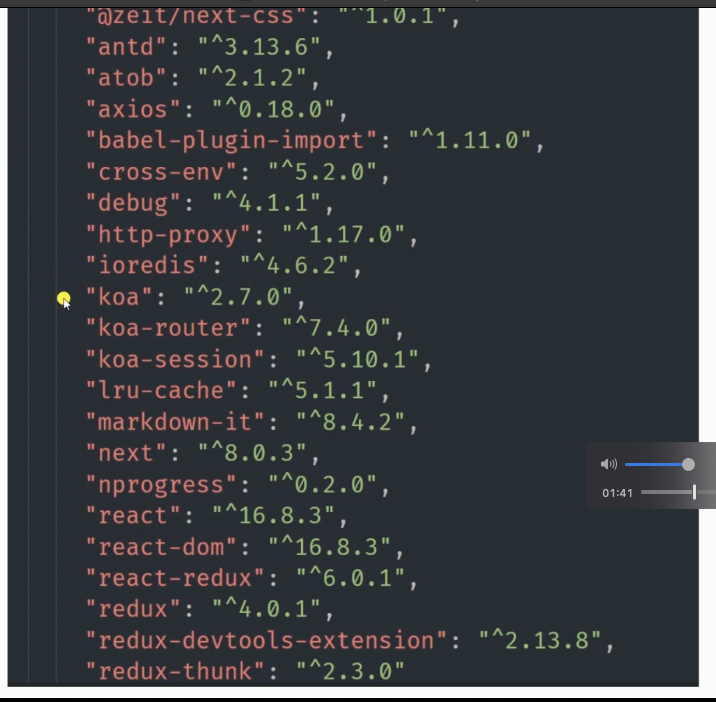 "@zeit/next-css": "^1.0.1",
"antd": "^3.13.6",
"atob": "^2.1.2",
"axios": "^0.18.0",
"babel-plugin-import": "^1.11.0",
"cross-env": "^5.2.0",
"debug": "^4.1.1",
"http-proxy": "^1.17.0",
"ioredis": "^4.6.2",
"koa": "^2.7.0",
"koa-router": "^7.4.0",
"koa-session": "^5.10.1",
"lru-cache": "^5.1.1",
"markdown-it": "^8.4.2",
"next": "^8.0.3",
"nprogress": "^0.2.0",
01:41
"react": "^16.8.3",
"react-dom": "^16.8.3",
"react-redux": "^6.0.1",
"redux": "^4.0.1",
"redux-devtools-extension": "^2.13.8",
"redux-thunk": "^2.3.0"